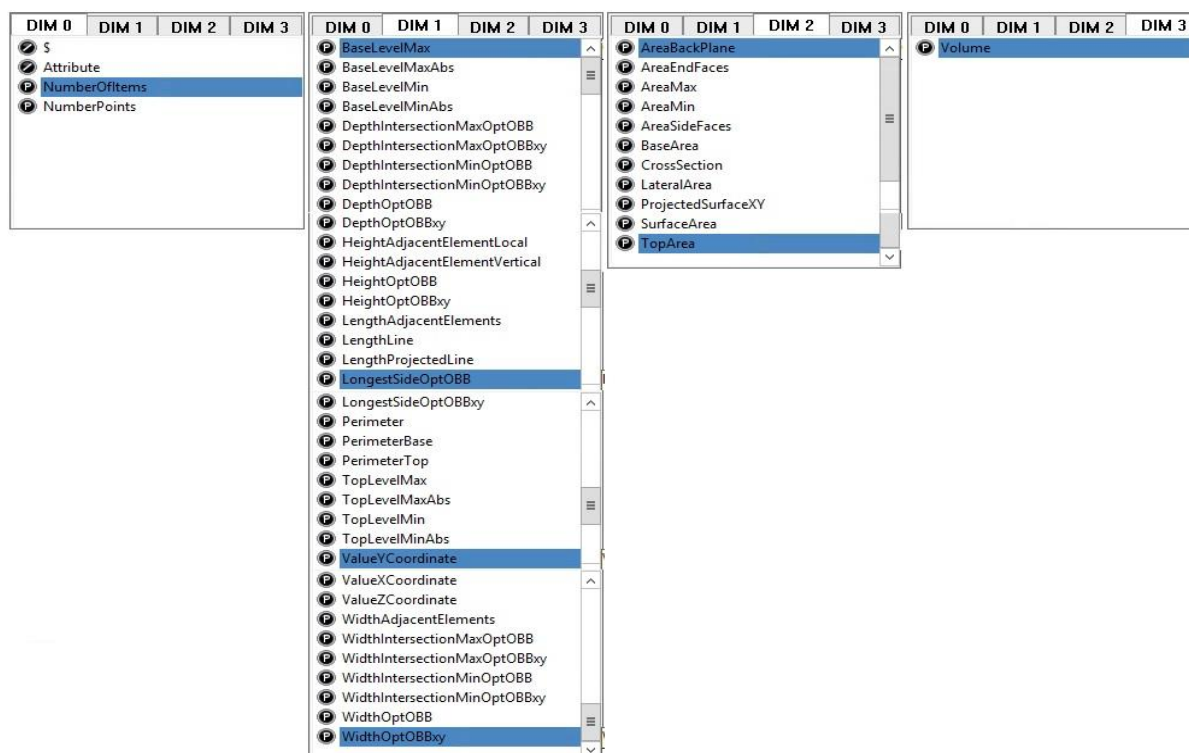 DIM 0 DIM 1 DIM 2 DIM 3
$
Attribute
NumberOfItems
NumberPoints
DIM 0 DIM 1 DIM 2 DIM 3
BaseLevelMax
BaseLevelMaxAbs
BaseLevelMin
BaseLevelMinAbs
DepthIntersectionMaxOptOBB
DepthIntersectionMaxOptOBBxy
DepthIntersectionMinOptOBB
DepthIntersectionMinOptOBBxy
DepthOptOBB
DepthOptOBBxy
HeightAdjacentElementLocal
HeightAdjacentElementVertical
HeightOptOBB
HeightOptOBBxy
LengthAdjacentElements
LengthLine
LengthProjectedLine
LongestSideOptOBB
LongestSideOptOBBxy
Perimeter
PerimeterBase
PerimeterTop
TopLevelMax
TopLevelMaxAbs
TopLevelMin
TopLevelMinAbs
ValueYCoordinate
ValueXCoordinate
ValueZCoordinate
WidthAdjacentElements
WidthIntersectionMaxOptOBB
WidthIntersectionMaxOptOBBxy
WidthIntersectionMinOptOBB
WidthIntersectionMinOptOBBxy
WidthOptOBB
WidthOptOBBxy
DIM 0 DIM 1 DIM 2 DIM 3
AreaBackPlane
AreaEndFaces
AreaMax
AreaMin
AreaSideFaces
BaseArea
CrossSection
LateralArea
ProjectedSurfaceXY
SurfaceArea
TopArea
DIM 0 DIM 1 DIM 2 DIM 3
Volume